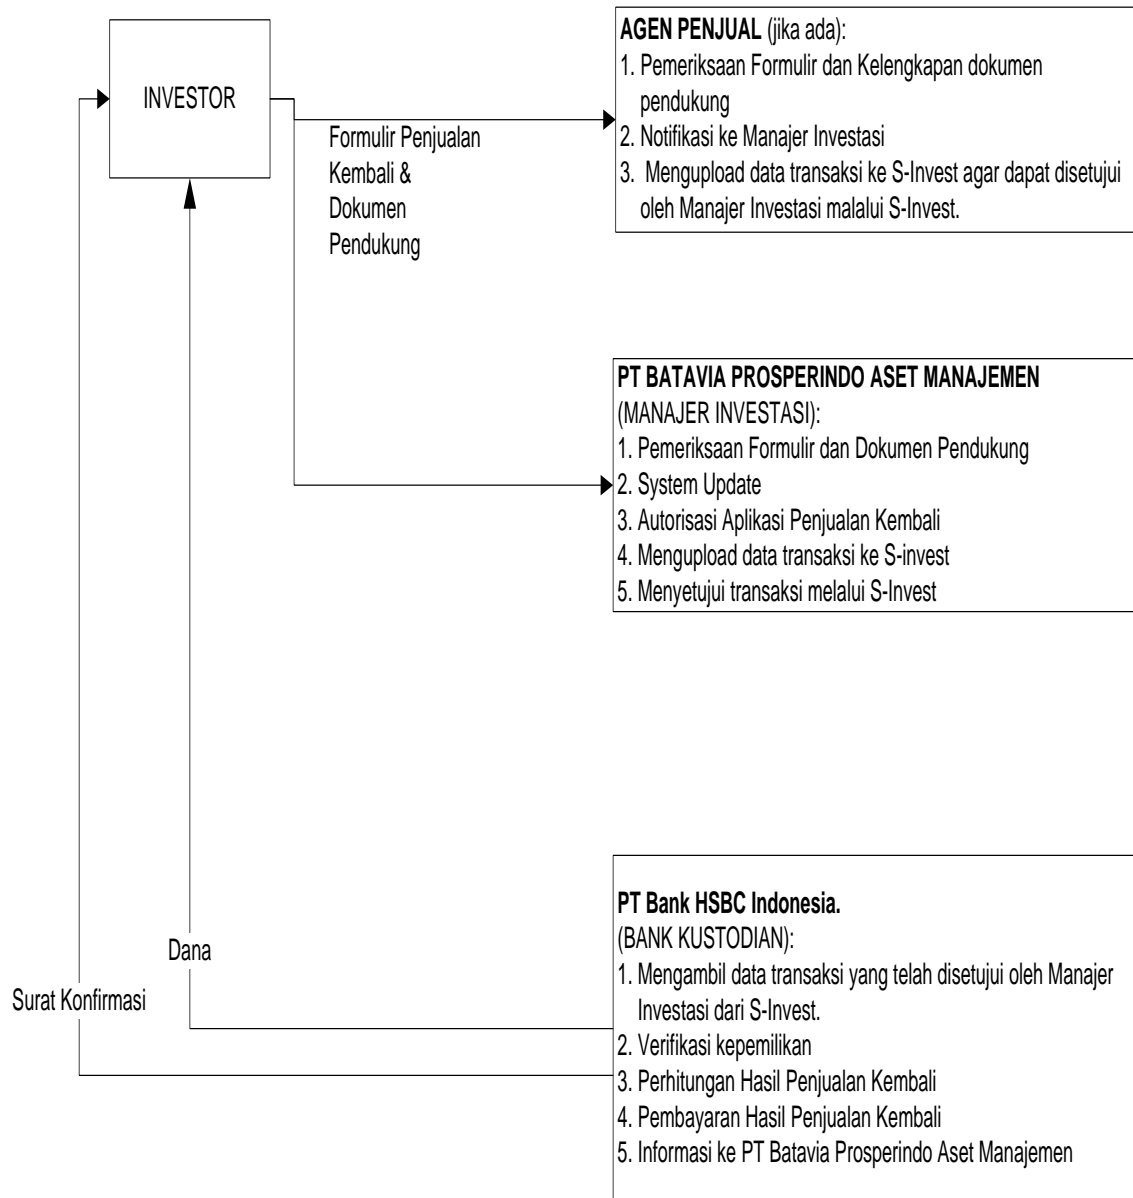 INVESTOR
Formulir Penjualan
Kembali &
Dokumen
Pendukung
AGEN PENJUAL (jika ada):
1. Pemeriksaan Formulir dan Kelengkapan dokumen
pendukung
2. Notifikasi ke Manajer Investasi
3. Mengupload data transaksi ke S-Invest agar dapat disetujui
oleh Manajer Investasi malalui S-Invest.
PT BATAVIA PROSPERINDO ASET MANAJEMEN
(MANAJER INVESTASI):
1. Pemeriksaan Formulir dan Dokumen Pendukung
2. System Update
3. Autorisasi Aplikasi Penjualan Kembali
4. Mengupload data transaksi ke S-invest
5. Menyetujui transaksi melalui S-Invest
PT Bank HSBC Indonesia.
(BANK KUSTODIAN):
1. Mengambil data transaksi yang telah disetujui oleh Manajer
Investasi dari S-Invest.
2. Verifikasi kepemilikan
3. Perhitungan Hasil Penjualan Kembali
4. Pembayaran Hasil Penjualan Kembali
5. Informasi ke PT Batavia Prosperindo Aset Manajemen
Dana
Surat Konfirmasi